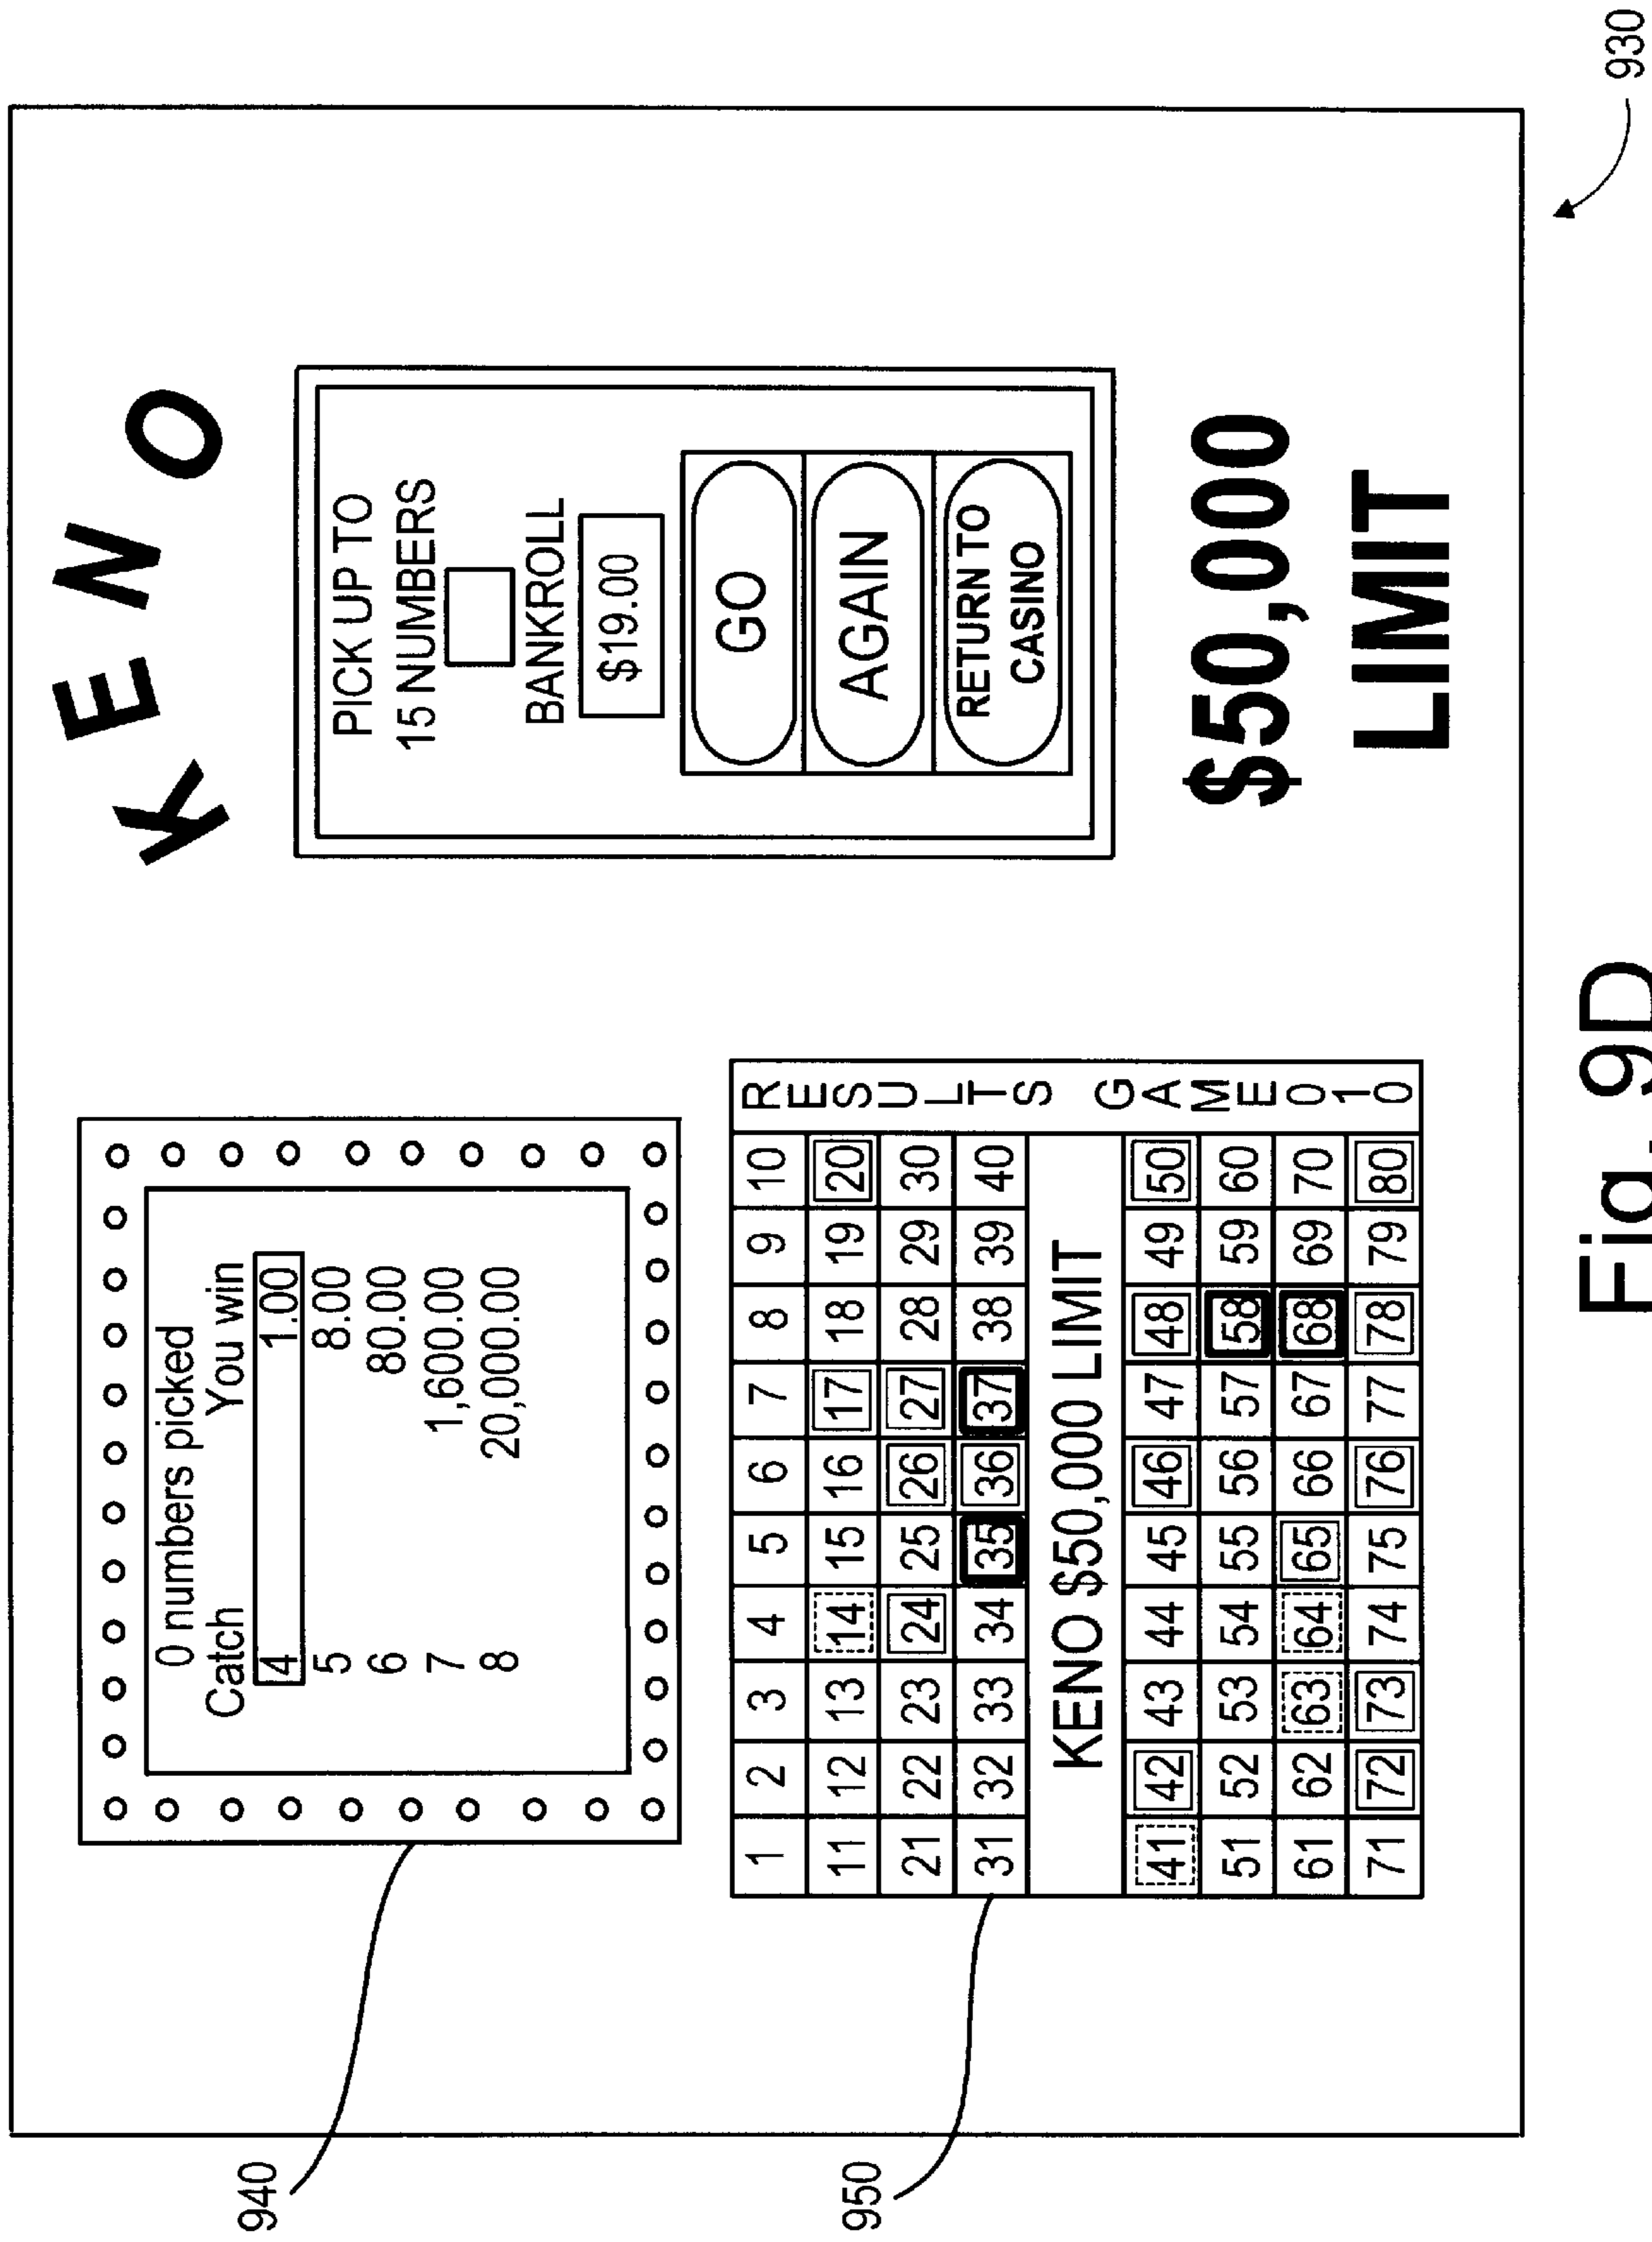 KENO
0 numbers picked
Catch You win
4 1.00
5 8.00
6 80.00
7 1,600.00
8 20,000.00
940
PICK UP TO
15 NUMBERS
BANKROLL
$19.00
GO
AGAIN
RETURN TO
CASINO
$50,000
LIMIT
1 2 3 4 5 6 7 8 9 10
11 12 13 14 15 16 17 18 19 20
21 22 23 24 25 26 27 28 29 30
31 32 33 34 35 36 37 38 39 40
KENO $50,000 LIMIT
41 42 43 44 45 46 47 48 49 50
51 52 53 54 55 56 57 58 59 60
61 62 63 64 65 66 67 68 69 70
71 72 73 74 75 76 77 78 79 80
RESULTS GAME 010
950
930
Fig. 9D